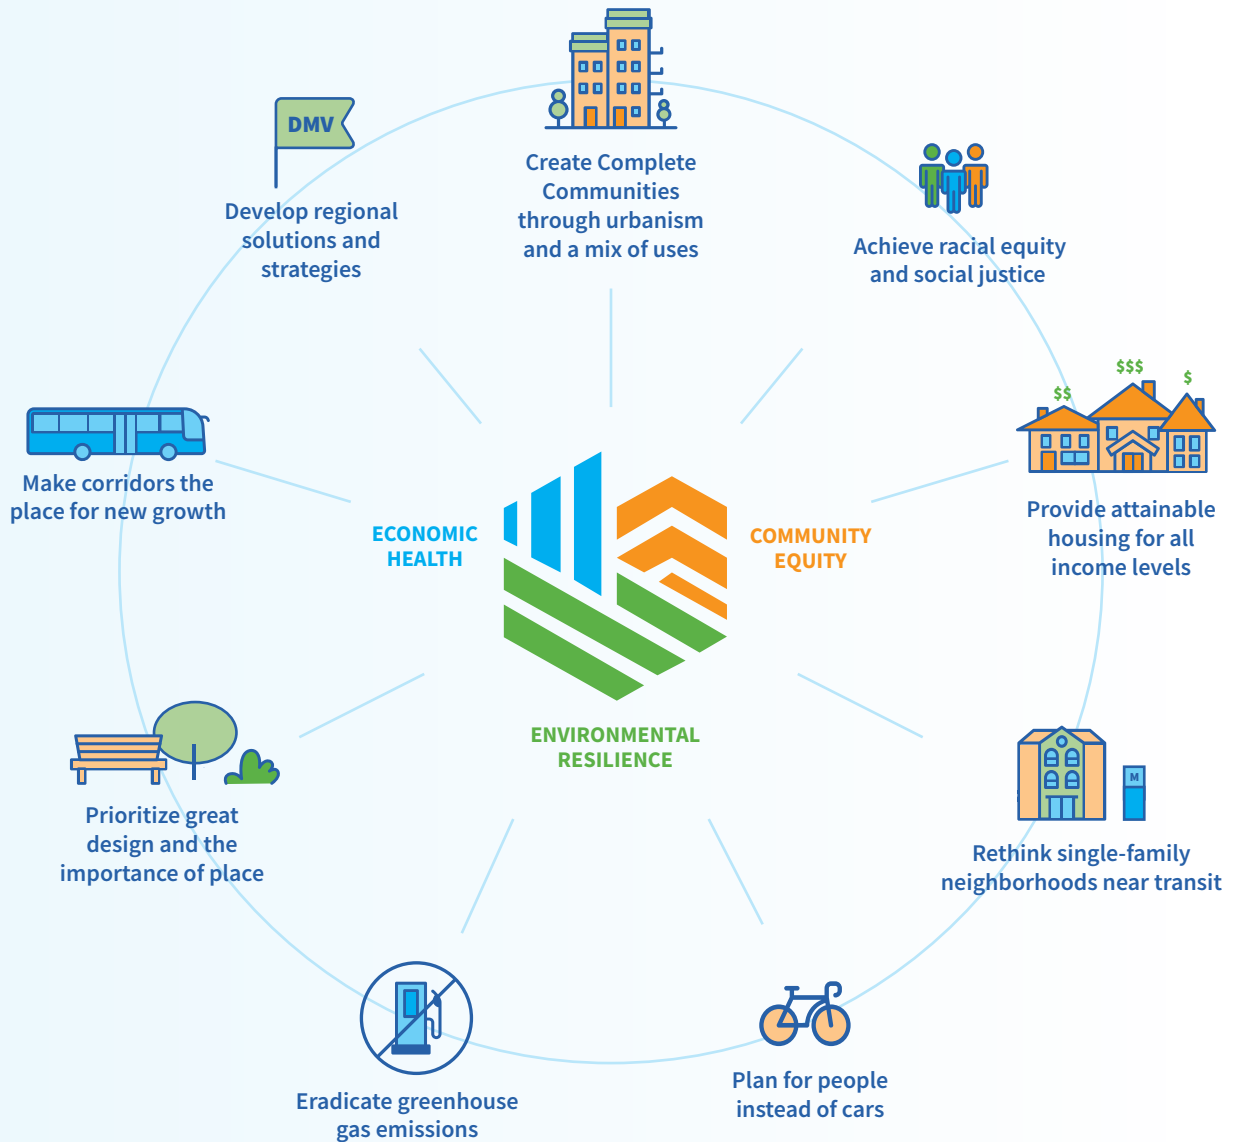 Create Complete
Communities
through urbanism
and a mix of uses
DMV
Develop regional
solutions and
strategies
Achieve racial equity
and social justice
$$
$$$
$
Provide attainable
housing for all
income levels
Make corridors the
place for new growth
ECONOMIC
HEALTH
COMMUNITY
EQUITY
ENVIRONMENTAL
RESILIENCE
M
Rethink single-family
neighborhoods near transit
Prioritize great
design and the
importance of place
Plan for people
instead of cars
Eradicate greenhouse
gas emissions